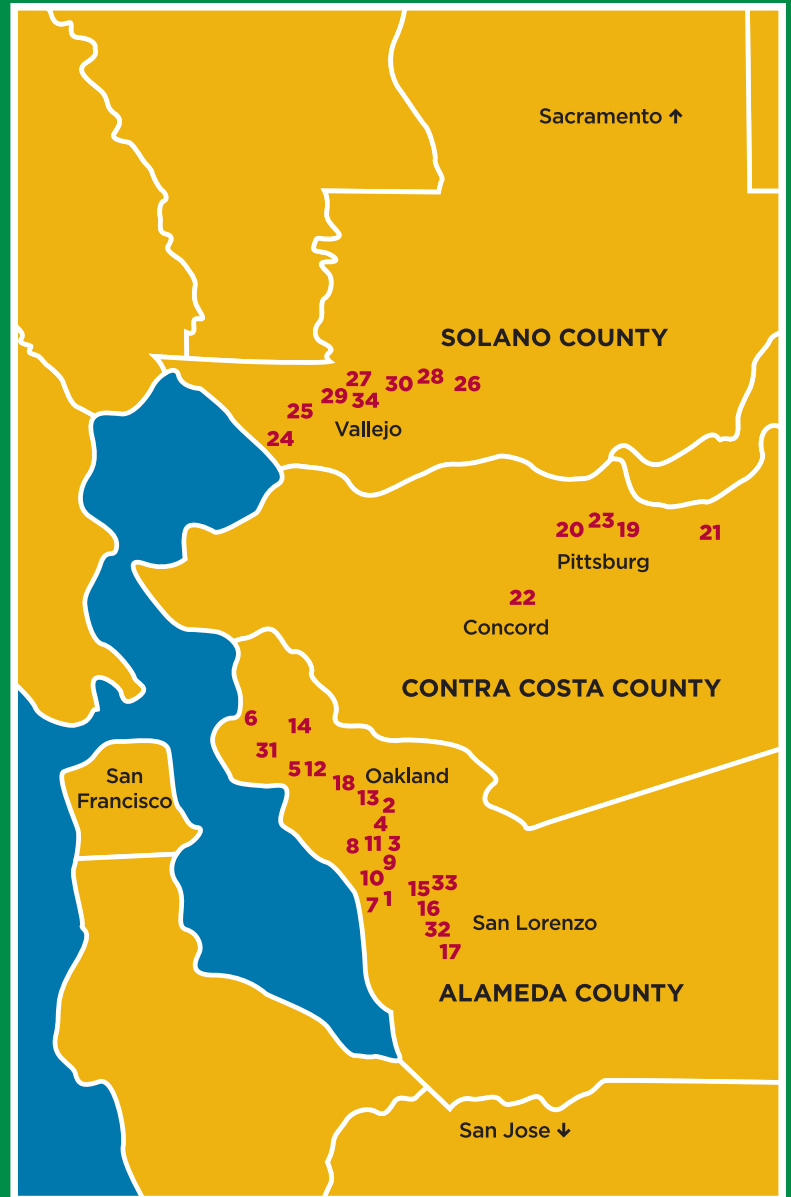 Sacramento ↑
SOLANO COUNTY
27 30 28 26
29 34
25
24
Vallejo
20 23 19 21
Pittsburg
22
Concord
CONTRA COSTA COUNTY
6 14
31
5 12
18 Oakland
San
Francisco
13 2
4
8 11 3
9
10 15 33
7 1 16
San Lorenzo
32
17
ALAMEDA COUNTY
San Jose ↓